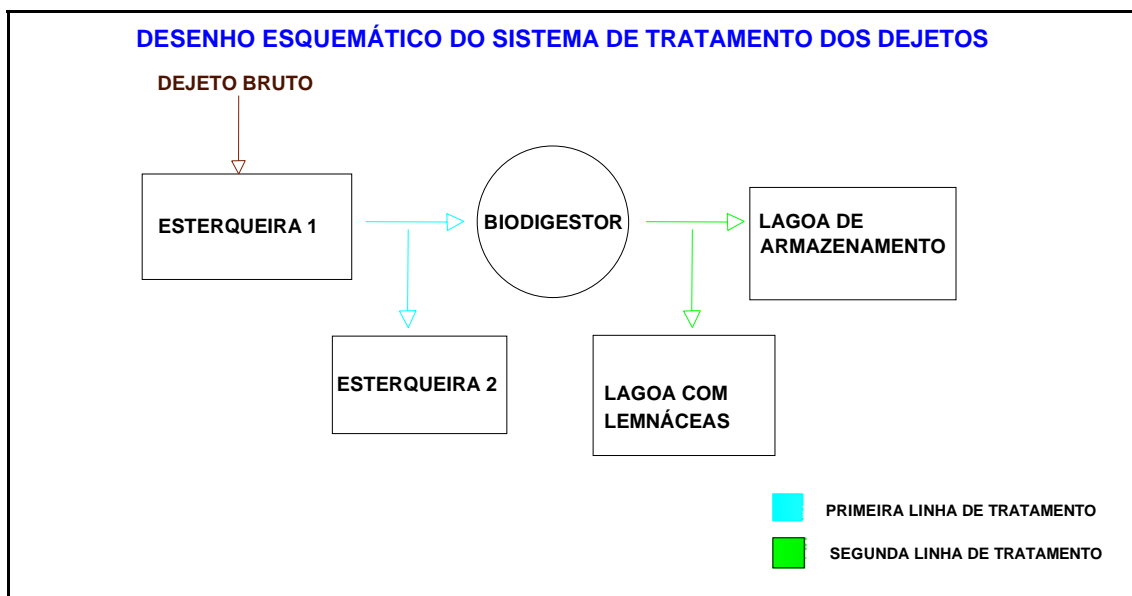 DESENHO ESQUEMÁTICO DO SISTEMA DE TRATAMENTO DOS DEJETOS
DEJETO BRUTO
ESTERQUEIRA 1
BIODIGESTOR
LAGOA DE
ARMAZENAMENTO
ESTERQUEIRA 2
LAGOA COM
LEMNÁCEAS
PRIMEIRA LINHA DE TRATAMENTO
SEGUNDA LINHA DE TRATAMENTO